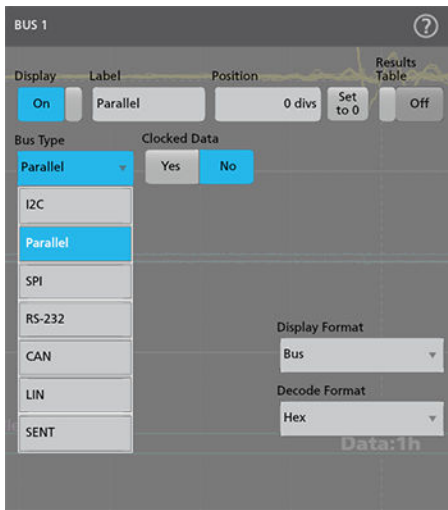 BUS 1
?
Display Label Position Results Table
On Parallel 0 divs Set to 0 Off
Bus Type Clocked Data
Parallel Yes No
I2C
Parallel
SPI
RS-232
CAN
LIN
SENT
Display Format
Bus
Decode Format
Hex
Data:1h